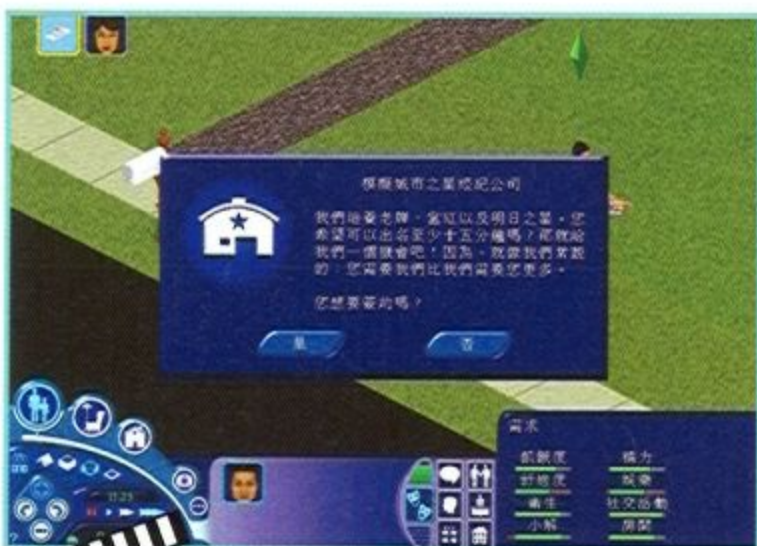 模擬城市之星經紀公司
我們培養老牌、當紅以及明日之星。您
希望可以出名至少十五分鐘嗎？那就給
我們一個機會吧！因為，就像我們常說
的：您需要我們比我們需要您更多。
您想要簽約嗎？
是
否
需求
飢餓度
精力
舒適度
娛樂
衛生
社交活動
小解
房間